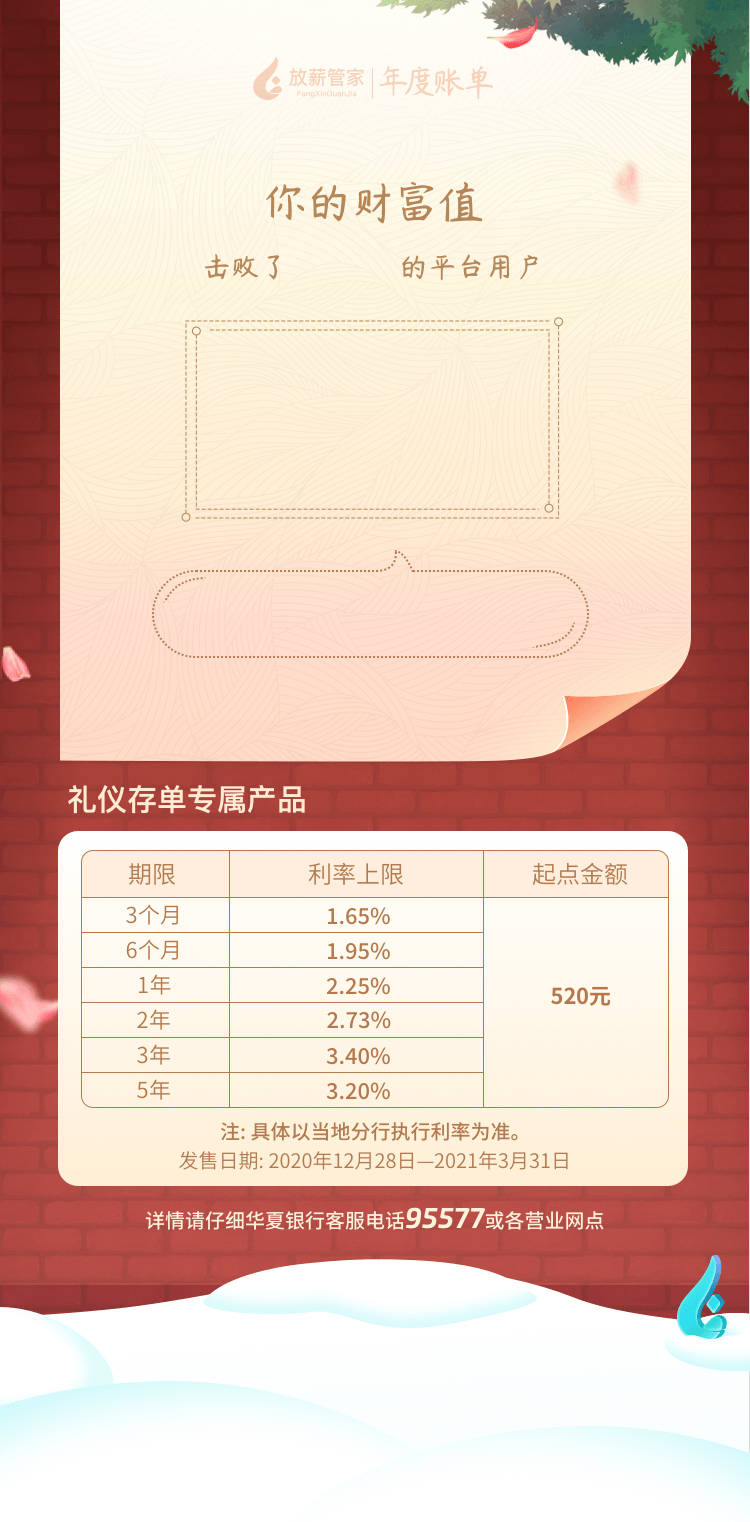 放薪管家 年度账单
FangXinGuanJia
你的财富值
击败了 的平台用户
礼仪存单专属产品
期限 利率上限 起点金额
3个月 1.65%
6个月 1.95%
1年 2.25%
520元
2年 2.73%
3年 3.40%
5年 3.20%
注: 具体以当地分行执行利率为准。
发售日期: 2020年12月28日—2021年3月31日
详情请仔细华夏银行客服电话95577或各营业网点